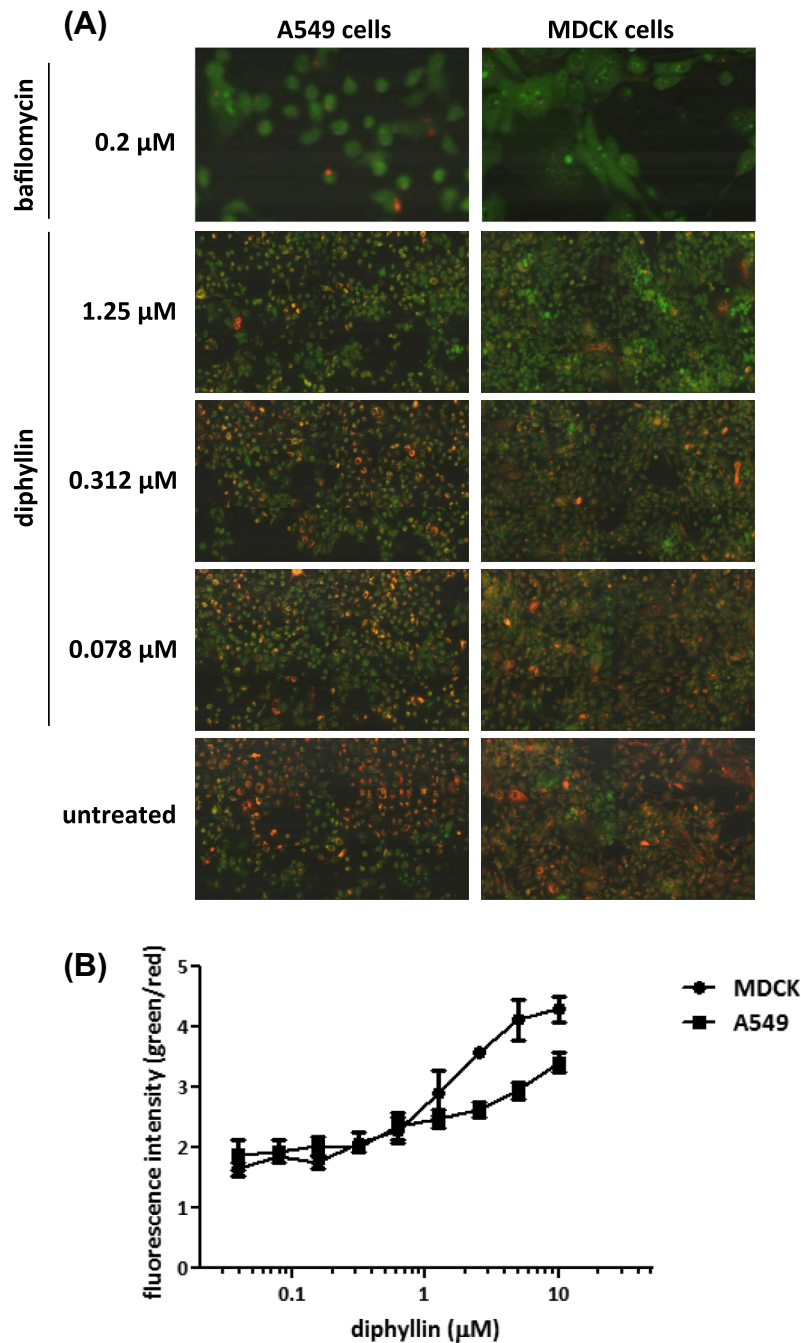 (A)
A549 cells
MDCK cells
bafilomycin
0.2 µM
diphyllin
1.25 µM
0.312 µM
0.078 µM
untreated
(B)
fluorescence intensity (green/red)
5
4
3
2
1
0
0.1
1
10
diphyllin (µM)
MDCK
A549